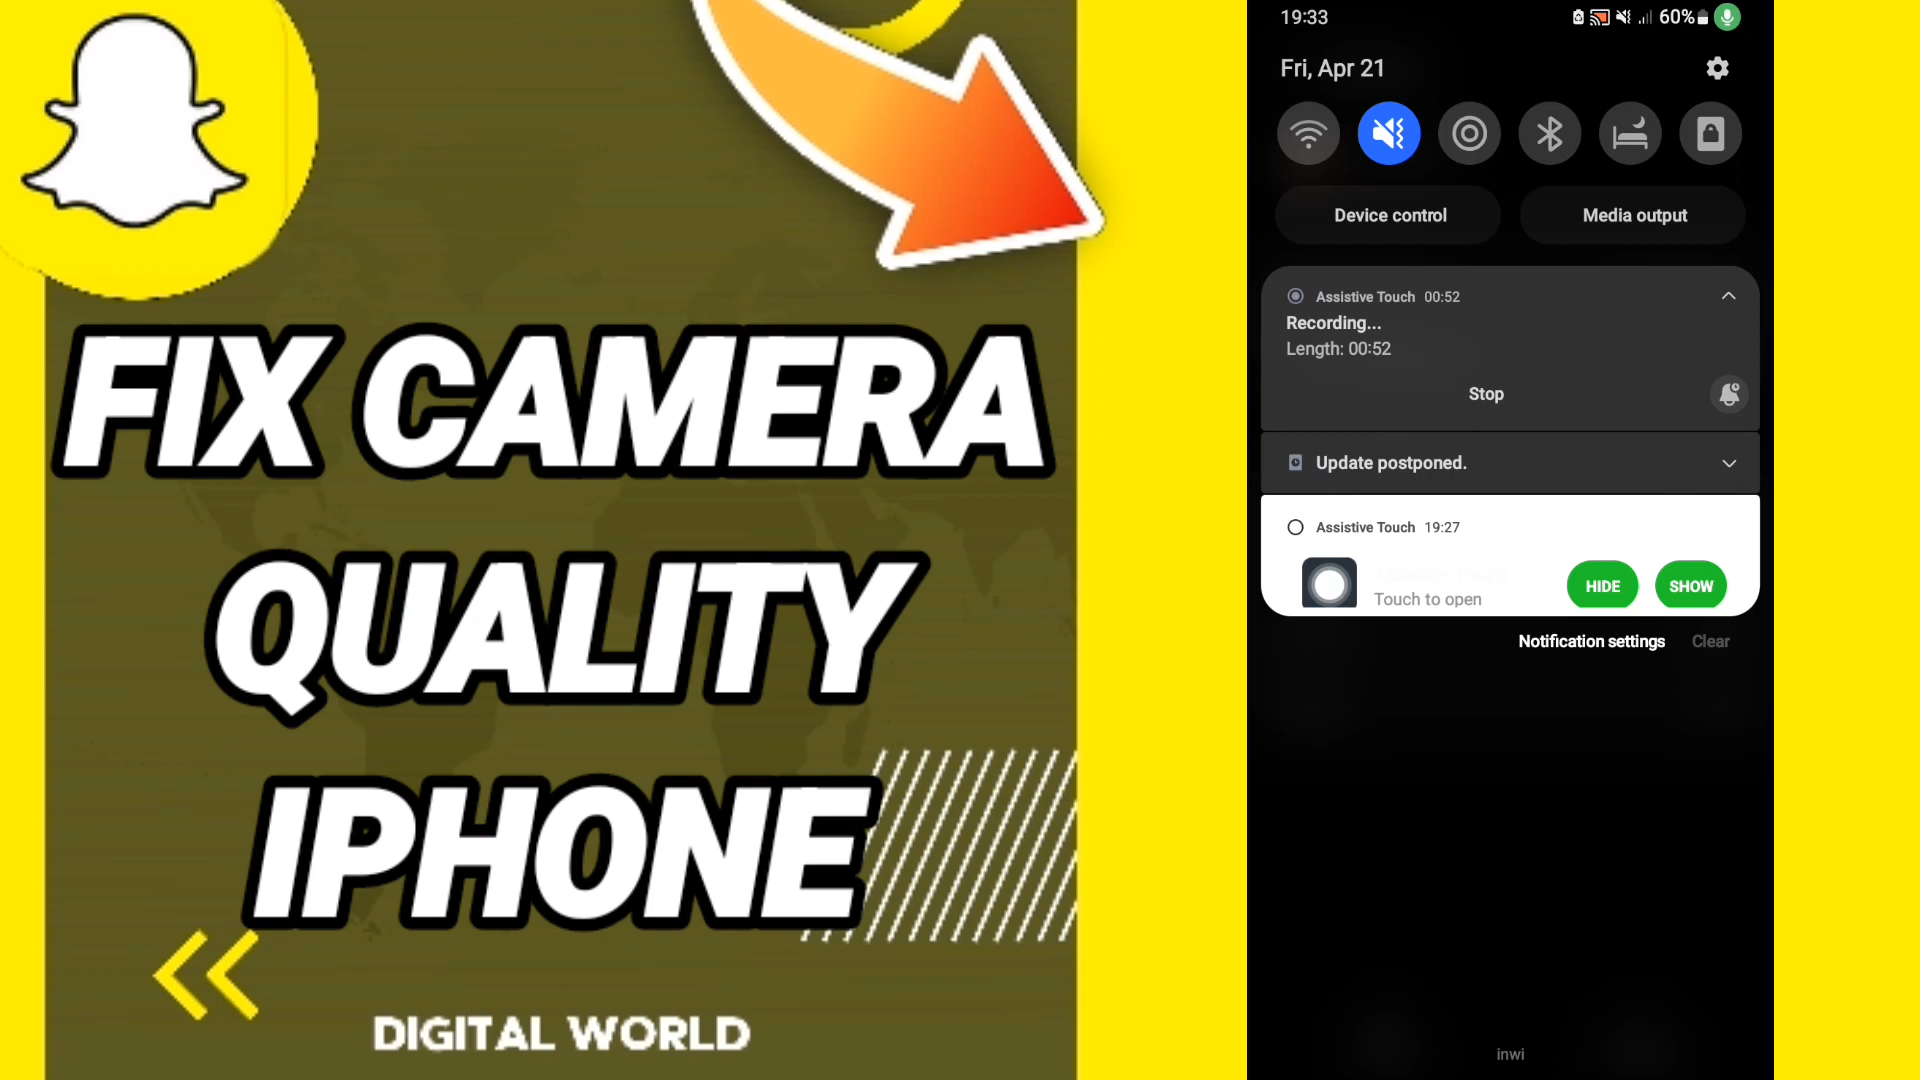 FIX CAMERA
QUALITY
IPHONE
DIGITAL WORLD
19:33
60%
Fri, Apr 21
Device control
Media output
Assistive Touch 00:52
Recording...
Length: 00:52
Stop
Update postponed.
Assistive Touch 19:27
Touch to open
HIDE
SHOW
Notification settings
Clear
inwi